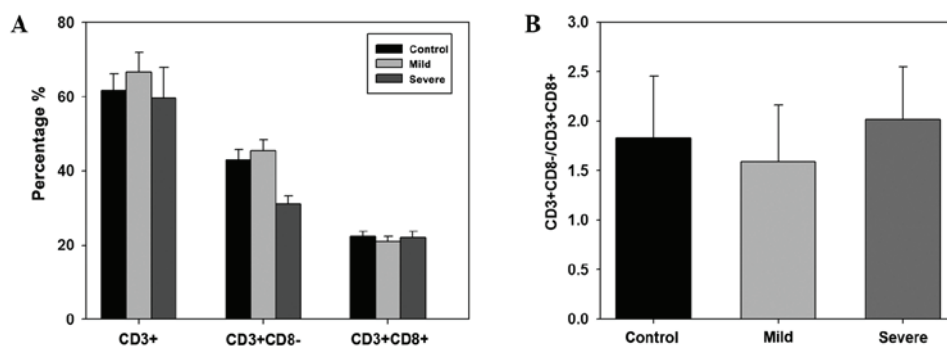 A
Percentage %
80
60
40
20
0
Control
Mild
Severe
CD3+
CD3+CD8-
CD3+CD8+
B
CD3+CD8-/CD3+CD8+
3.0
2.5
2.0
1.5
1.0
0.5
0.0
Control
Mild
Severe